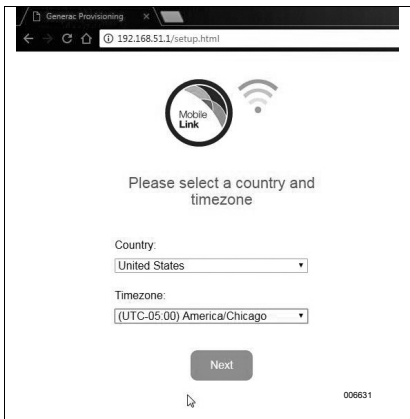 Generac Provisioning
192.168.51.1/setup.html
Mobile
Link
Please select a country and
timezone
Country:
United States
Timezone:
(UTC-05:00) America/Chicago
Next
006631